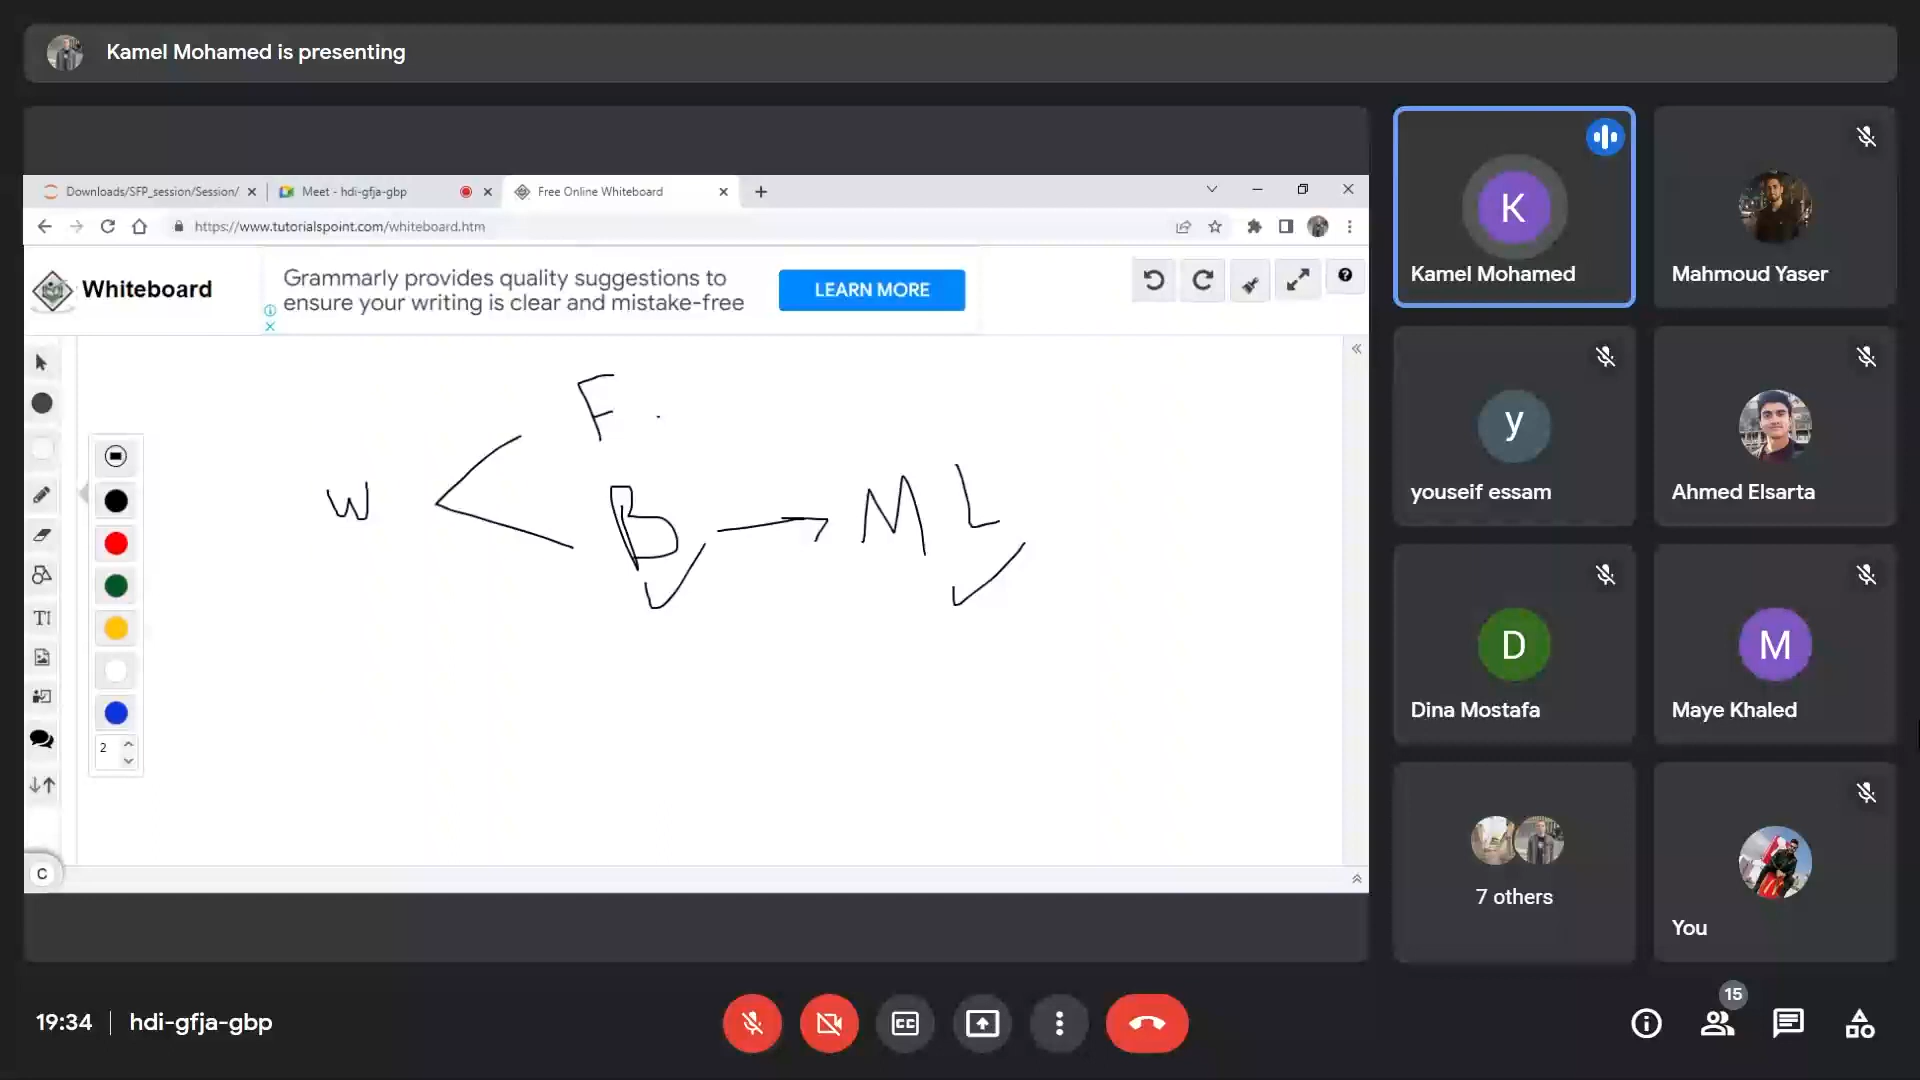 Kamel Mohamed is presenting
Downloads/SFP_session/Session/
Meet - hdi-gfja-gbp
Free Online Whiteboard
https://www.tutorialspoint.com/whiteboard.htm
Whiteboard
Grammarly provides quality suggestions to
ensure your writing is clear and mistake-free
LEARN MORE
F
W
B
ML
2
C
K
Kamel Mohamed
Mahmoud Yaser
y
youseif essam
Ahmed Elsarta
D
Dina Mostafa
M
Maye Khaled
7 others
You
19:34
hdi-gfja-gbp
CC
15